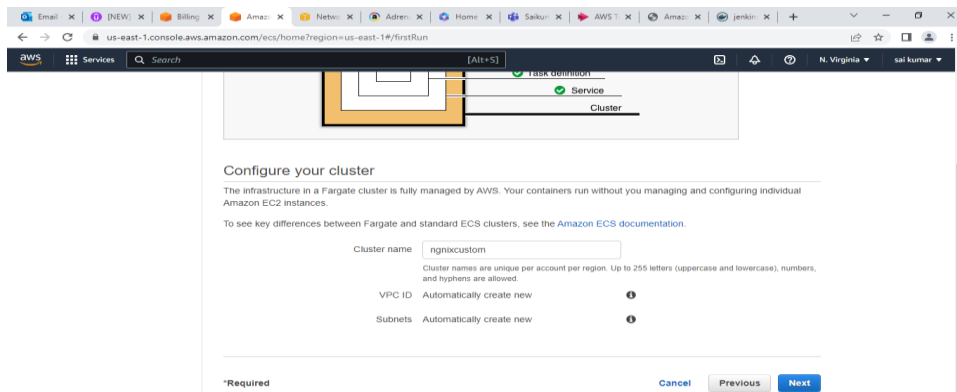 Email
[NEW]
Billing
Amaz
Netwo
Adren
Home
Saikur
AWS T
Amaz
jenkin
us-east-1.console.aws.amazon.com/ecs/home?region=us-east-1#/firstRun
aws Services Search [Alt+S] N. Virginia sai kumar
Task definition
Service
Cluster
Configure your cluster
The infrastructure in a Fargate cluster is fully managed by AWS. Your containers run without you managing and configuring individual
Amazon EC2 instances.
To see key differences between Fargate and standard ECS clusters, see the Amazon ECS documentation.
Cluster name ngnixcustom
Cluster names are unique per account per region. Up to 255 letters (uppercase and lowercase), numbers,
and hyphens are allowed.
VPC ID Automatically create new
Subnets Automatically create new
*Required Cancel Previous Next